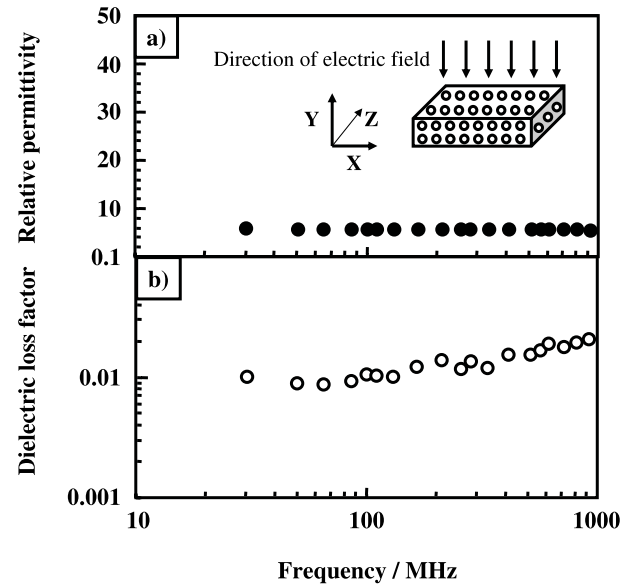 50
a)
Direction of electric field
40
30
Y
Z
X
20
10
Relative permittivity
0.1
b)
0.01
Dielectric loss factor
0.001
10
100
1000
Frequency / MHz